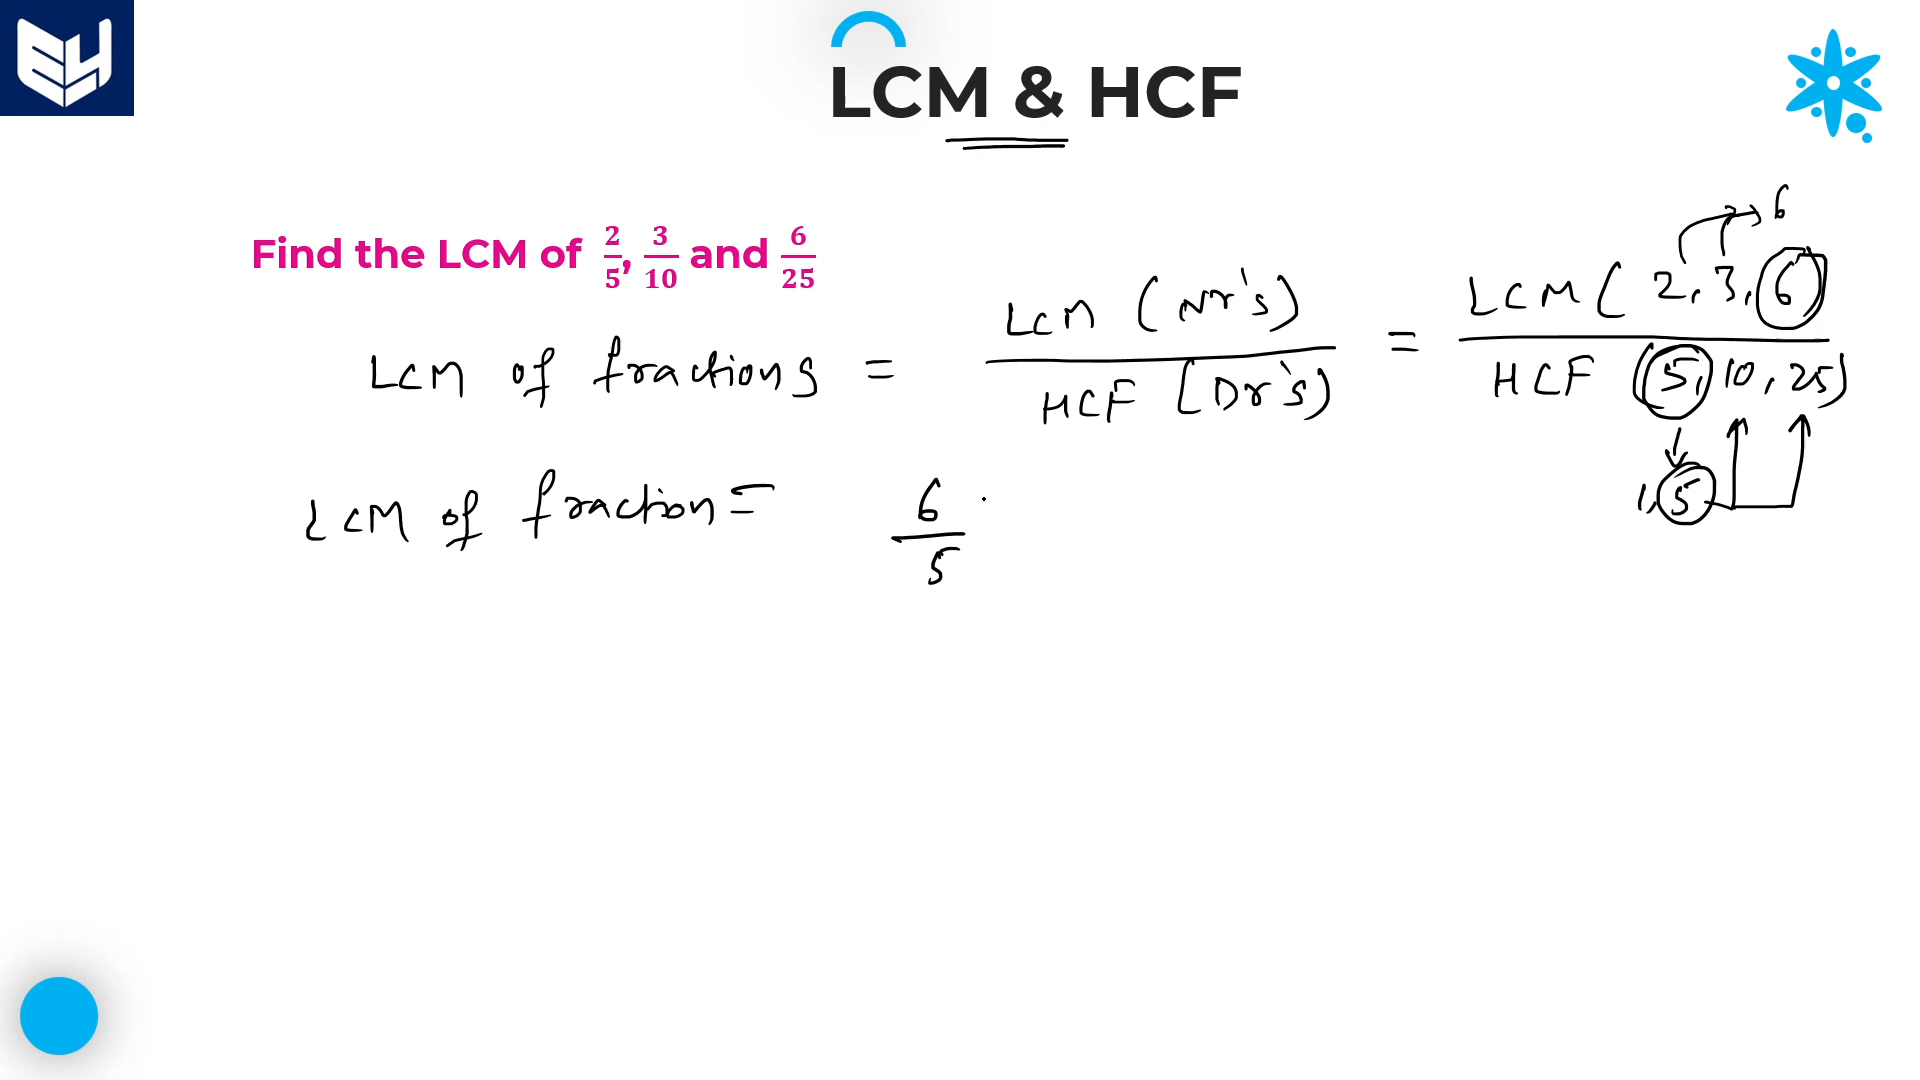 LCM & HCF
Find the LCM of 2/5, 3/10 and 6/25
LCM of fractions = LCM (Nr's) / HCF [Dr's) = LCM ( 2, 3, 6) / HCF (5, 10, 25)
6
1, 5
LCM of fraction = 6/5